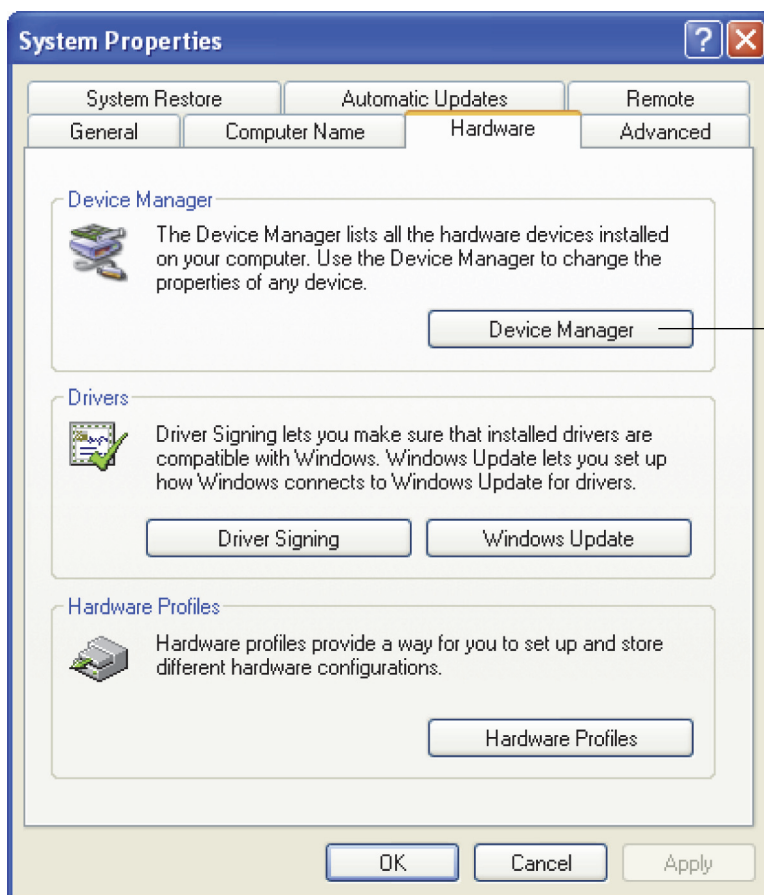 System Properties
?
System Restore
Automatic Updates
Remote
General
Computer Name
Hardware
Advanced
Device Manager
The Device Manager lists all the hardware devices installed
on your computer. Use the Device Manager to change the
properties of any device.
Device Manager
Drivers
Driver Signing lets you make sure that installed drivers are
compatible with Windows. Windows Update lets you set up
how Windows connects to Windows Update for drivers.
Driver Signing
Windows Update
Hardware Profiles
Hardware profiles provide a way for you to set up and store
different hardware configurations.
Hardware Profiles
OK
Cancel
Apply